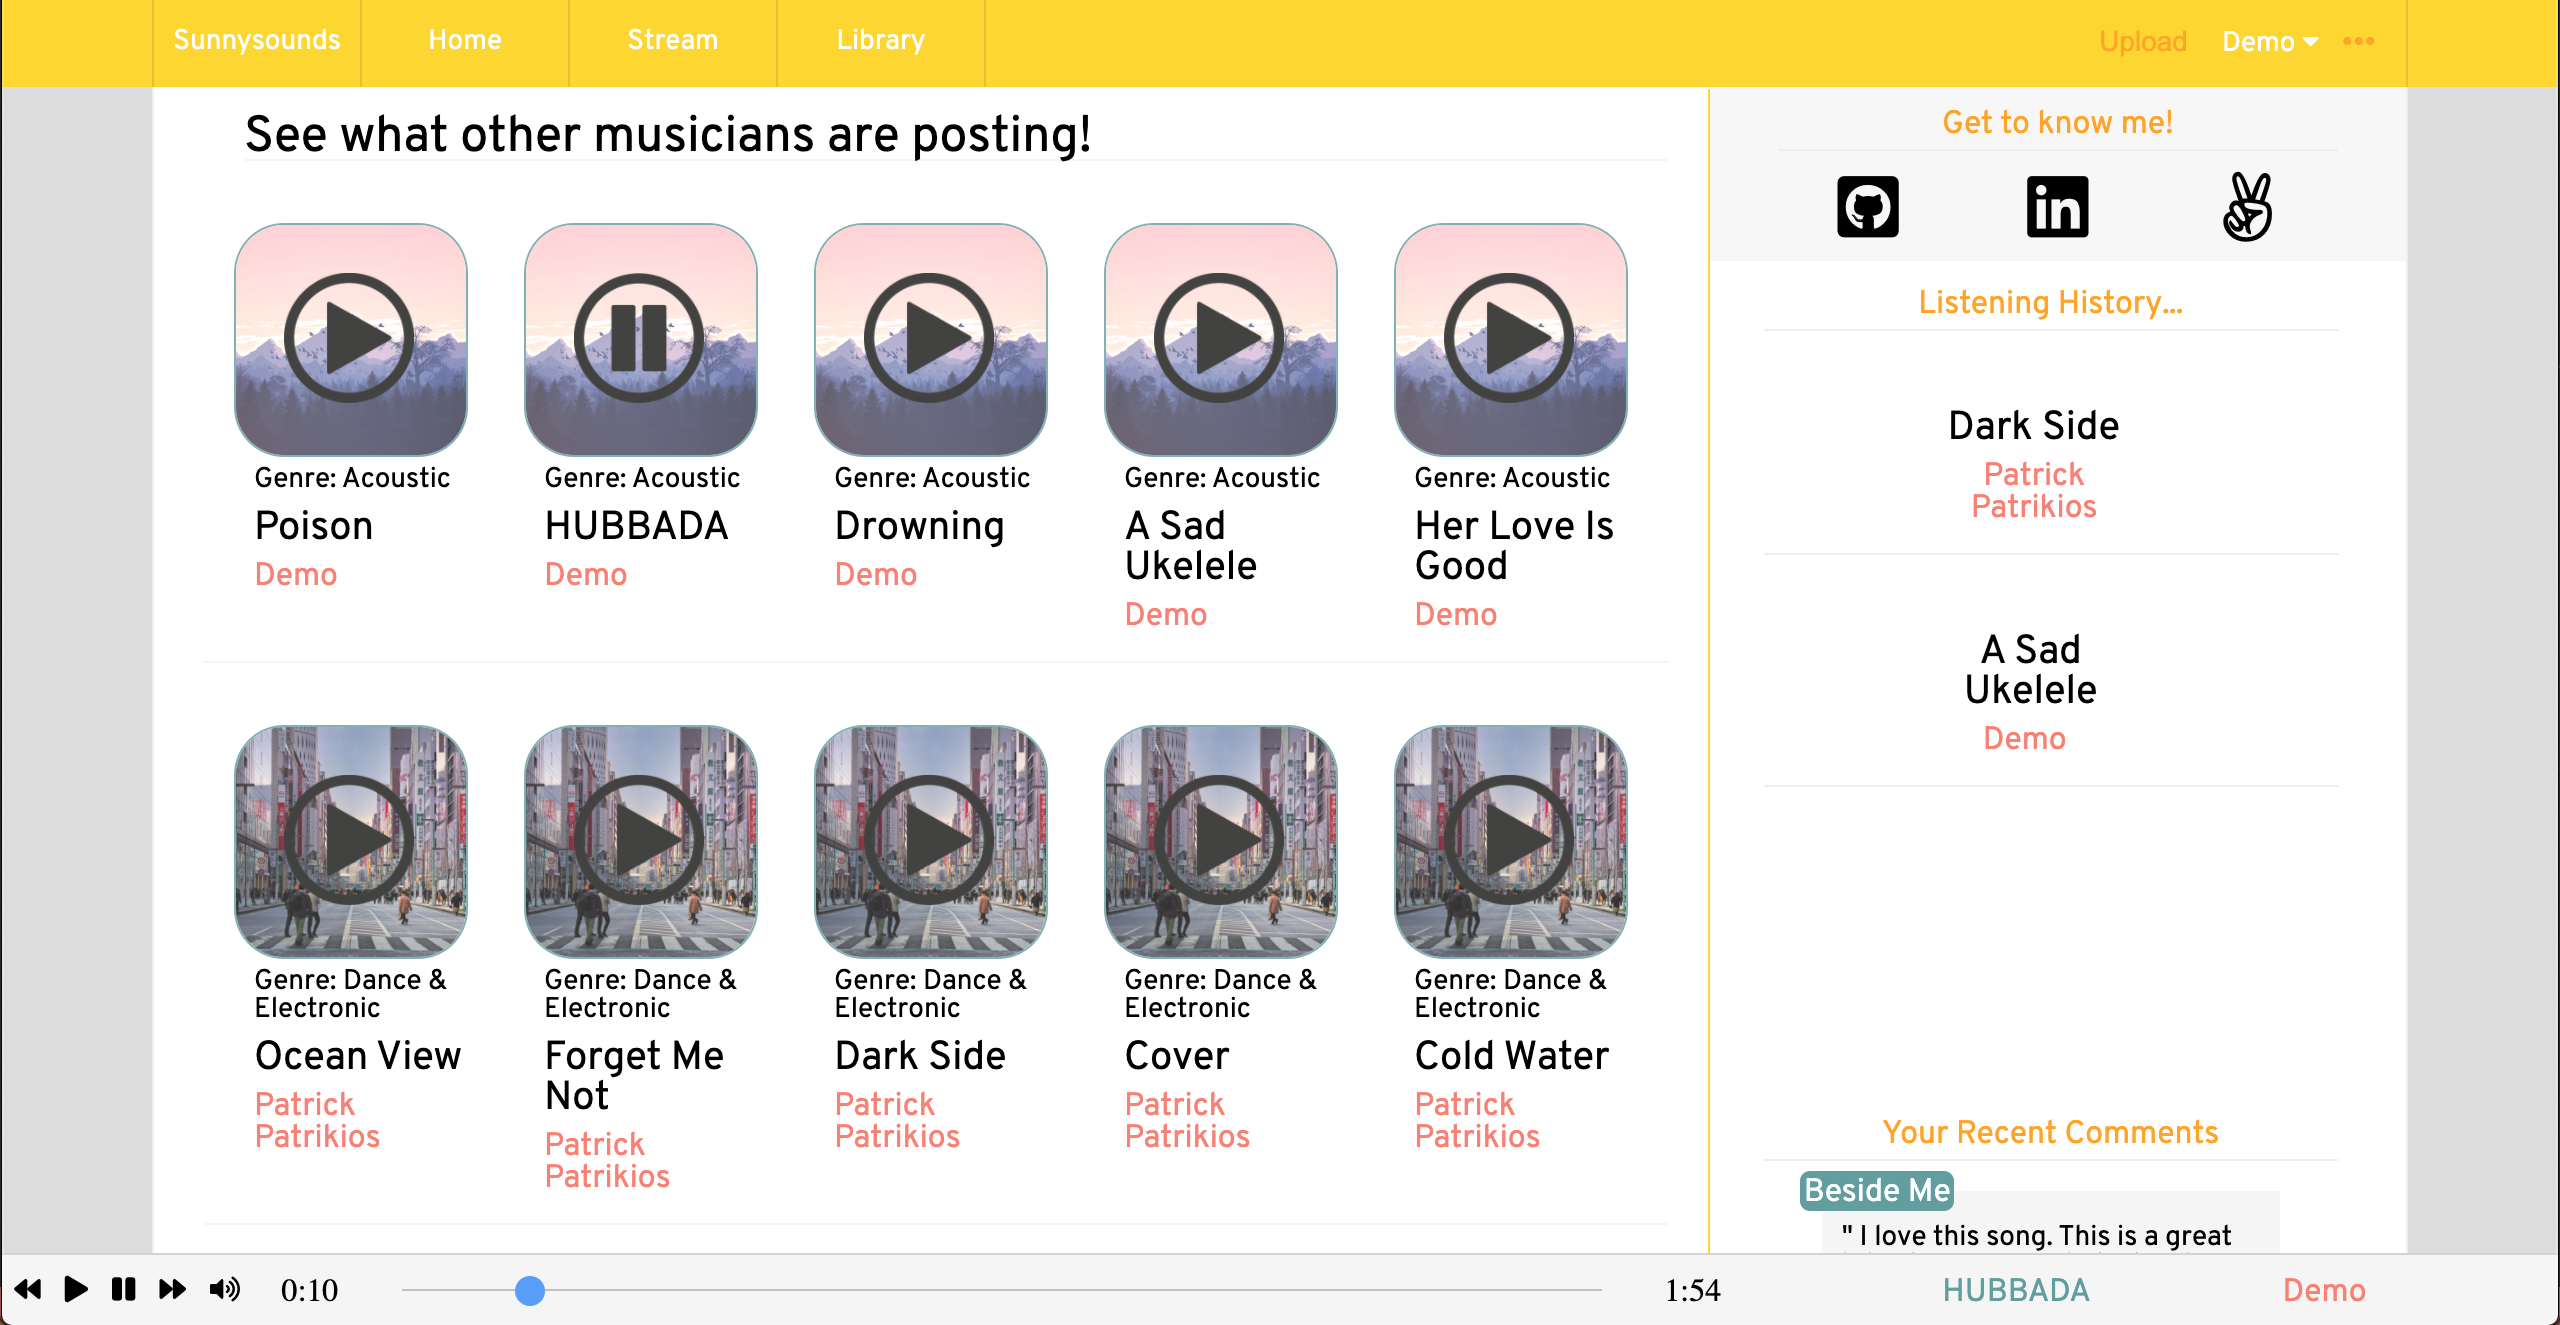 Sunnysounds Home Stream Library Upload Demo
See what other musicians are posting!
Genre: Acoustic
Poison
Demo
Genre: Acoustic
HUBBADA
Demo
Genre: Acoustic
Drowning
Demo
Genre: Acoustic
A Sad
Ukelele
Demo
Genre: Acoustic
Her Love Is
Good
Demo
Genre: Dance &
Electronic
Ocean View
Patrick
Patrikios
Genre: Dance &
Electronic
Forget Me
Not
Patrick
Patrikios
Genre: Dance &
Electronic
Dark Side
Patrick
Patrikios
Genre: Dance &
Electronic
Cover
Patrick
Patrikios
Genre: Dance &
Electronic
Cold Water
Patrick
Patrikios
Get to know me!
in
Listening History...
Dark Side
Patrick
Patrikios
A Sad
Ukelele
Demo
Your Recent Comments
Beside Me
" I love this song. This is a great
0:10 1:54 HUBBADA Demo